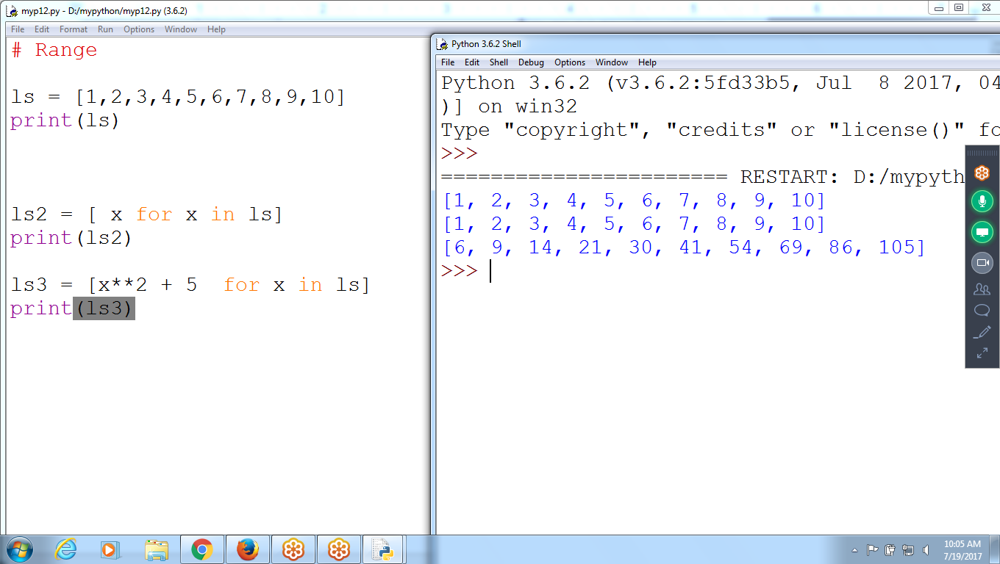 myp12.py - D:/mypython/myp12.py (3.6.2)
File Edit Format Run Options Window Help
# Range
ls = [1,2,3,4,5,6,7,8,9,10]
print(ls)
ls2 = [ x for x in ls]
print(ls2)
ls3 = [x**2 + 5  for x in ls]
print(ls3)
Python 3.6.2 Shell
File Edit Shell Debug Options Window Help
Python 3.6.2 (v3.6.2:5fd33b5, Jul  8 2017, 04
)] on win32
Type "copyright", "credits" or "license()" fo
>>>
======================= RESTART: D:/mypyth
[1, 2, 3, 4, 5, 6, 7, 8, 9, 10]
[1, 2, 3, 4, 5, 6, 7, 8, 9, 10]
[6, 9, 14, 21, 30, 41, 54, 69, 86, 105]
>>>
10:05 AM
7/19/2017